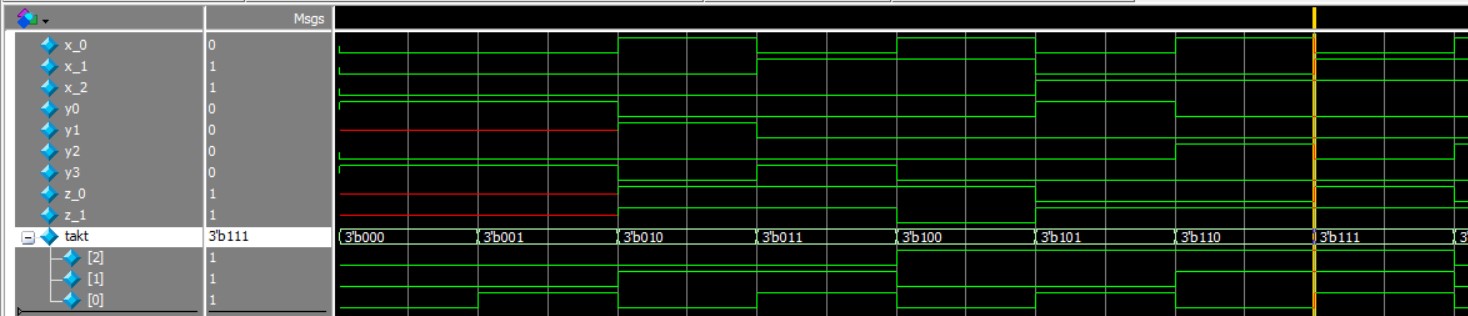 Msgs
x_0 0
x_1 1
x_2 1
y0 0
y1 0
y2 0
y3 0
z_0 1
z_1 1
takt 3'b111 3'b000 3'b001 3'b010 3'b011 3'b100 3'b101 3'b110 3'b111 3
[2] 1
[1] 1
[0] 1